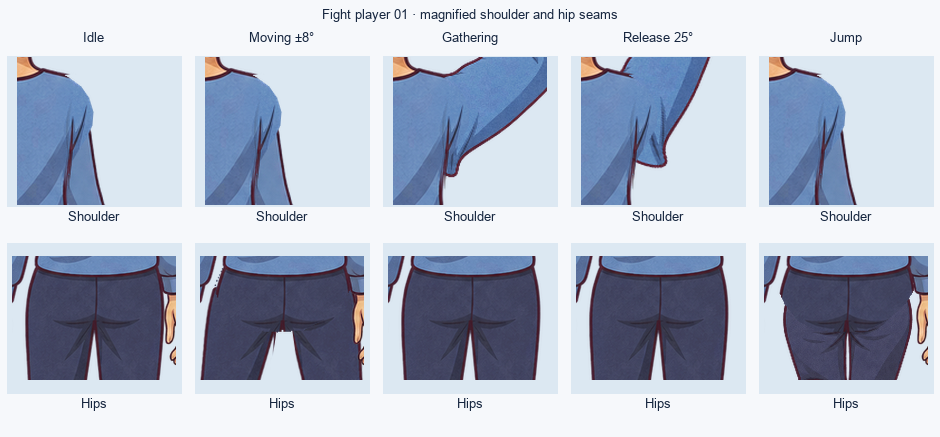 Fight player 01 · magnified shoulder and hip seams
Idle
Moving ±8°
Gathering
Release 25°
Jump
Shoulder
Shoulder
Shoulder
Shoulder
Shoulder
Hips
Hips
Hips
Hips
Hips